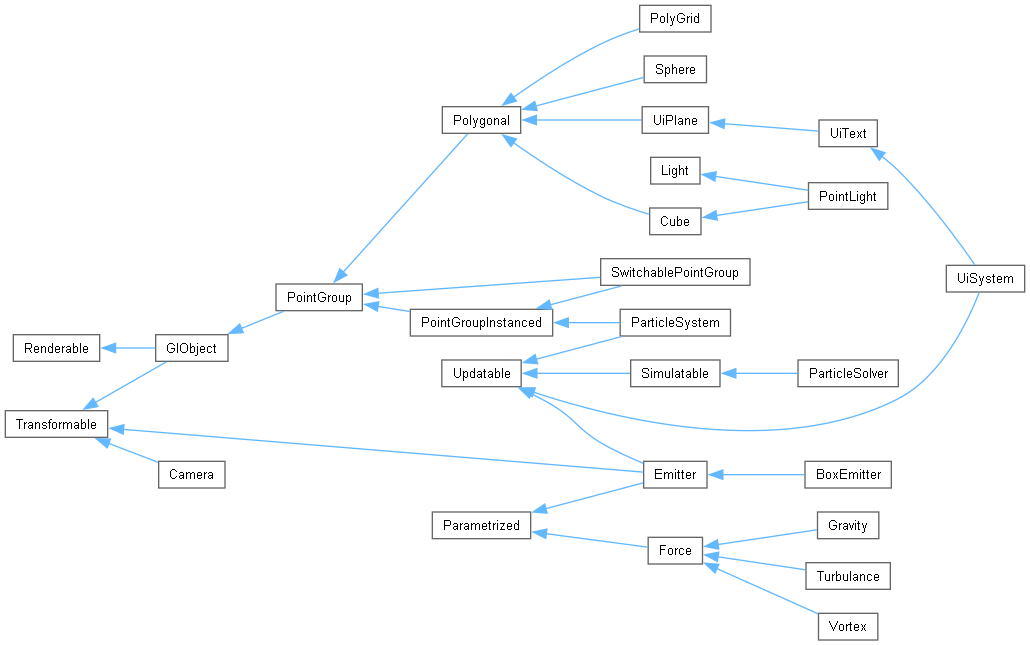 PolyGrid
Sphere
Polygonal
UiPlane
UiText
Light
PointLight
Cube
SwitchablePointGroup
UiSystem
PointGroup
PointGroupInstanced
ParticleSystem
Renderable
GlObject
Updatable
Simulatable
ParticleSolver
Transformable
Camera
Emitter
BoxEmitter
Parametrized
Gravity
Force
Turbulance
Vortex